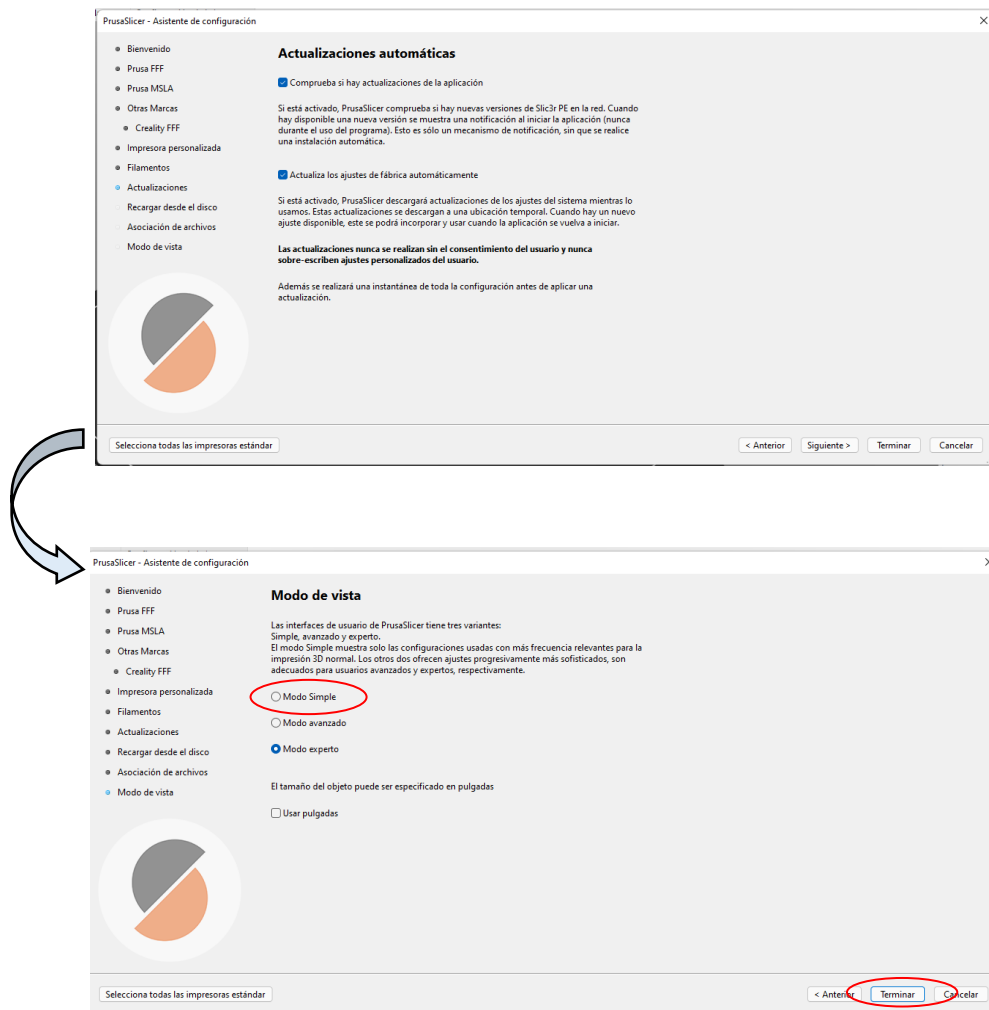 PrusaSlicer - Asistente de configuración
Bienvenido
Prusa FFF
Prusa MSLA
Otras Marcas
Creality FFF
Impresora personalizada
Filamentos
Actualizaciones
Recargar desde el disco
Asociación de archivos
Modo de vista
Actualizaciones automáticas
Comprueba si hay actualizaciones de la aplicación
Si está activado, PrusaSlicer comprueba si hay nuevas versiones de Slic3r PE en la red. Cuando
hay disponible una nueva versión se muestra una notificación al iniciar la aplicación (nunca
durante el uso del programa). Esto es sólo un mecanismo de notificación, sin que se realice
una instalación automática.
Actualiza los ajustes de fábrica automáticamente
Si está activado, PrusaSlicer descargará actualizaciones de los ajustes del sistema mientras lo
usamos. Estas actualizaciones se descargan a una ubicación temporal. Cuando hay un nuevo
ajuste disponible, este se podrá incorporar y usar cuando la aplicación se vuelva a iniciar.
Las actualizaciones nunca se realizan sin el consentimiento del usuario y nunca
sobre-escriben ajustes personalizados del usuario.
Además se realizará una instantánea de toda la configuración antes de aplicar una
actualización.
Selecciona todas las impresoras estándar
< Anterior
Siguiente >
Terminar
Cancelar
PrusaSlicer - Asistente de configuración
Bienvenido
Prusa FFF
Prusa MSLA
Otras Marcas
Creality FFF
Impresora personalizada
Filamentos
Actualizaciones
Recargar desde el disco
Asociación de archivos
Modo de vista
Modo de vista
Las interfaces de usuario de PrusaSlicer tiene tres variantes:
Simple, avanzado y experto.
El modo Simple muestra solo las configuraciones usadas con más frecuencia relevantes para la
impresión 3D normal. Los otros dos ofrecen ajustes progresivamente más sofisticados, son
adecuados para usuarios avanzados y expertos, respectivamente.
Modo Simple
Modo avanzado
Modo experto
El tamaño del objeto puede ser especificado en pulgadas
Usar pulgadas
Selecciona todas las impresoras estándar
< Anterior
Terminar
Cancelar